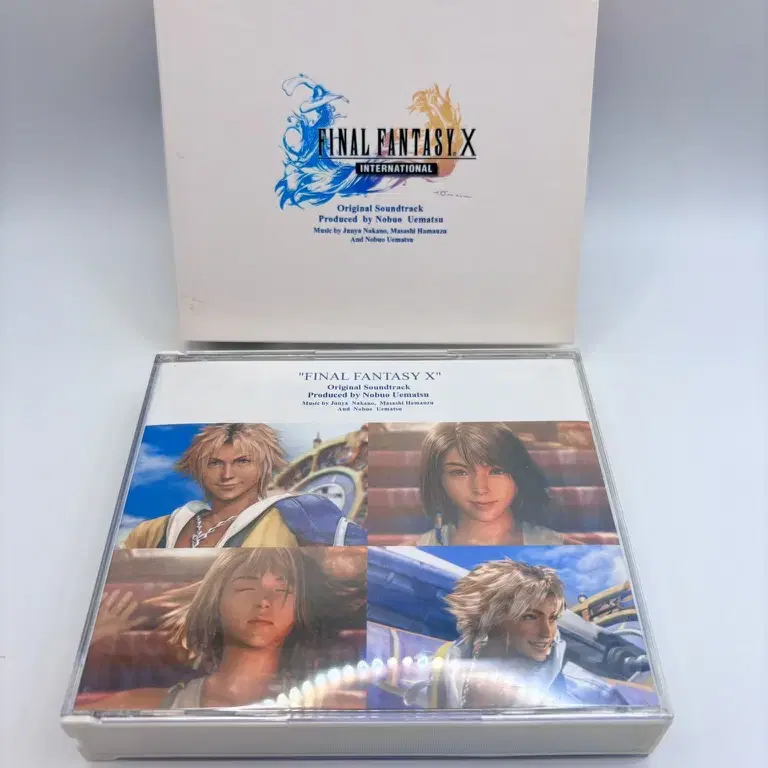 FINAL FANTASY X
INTERNATIONAL
Original Soundtrack
Produced by Nobuo Uematsu
Music by Junya Nakano, Masashi Hamauzu
And Nobuo Uematsu
"FINAL FANTASY X"
Original Soundtrack
Produced by Nobuo Uematsu
Music by Junya Nakano, Masashi Hamauzu
And Nobuo Uematsu